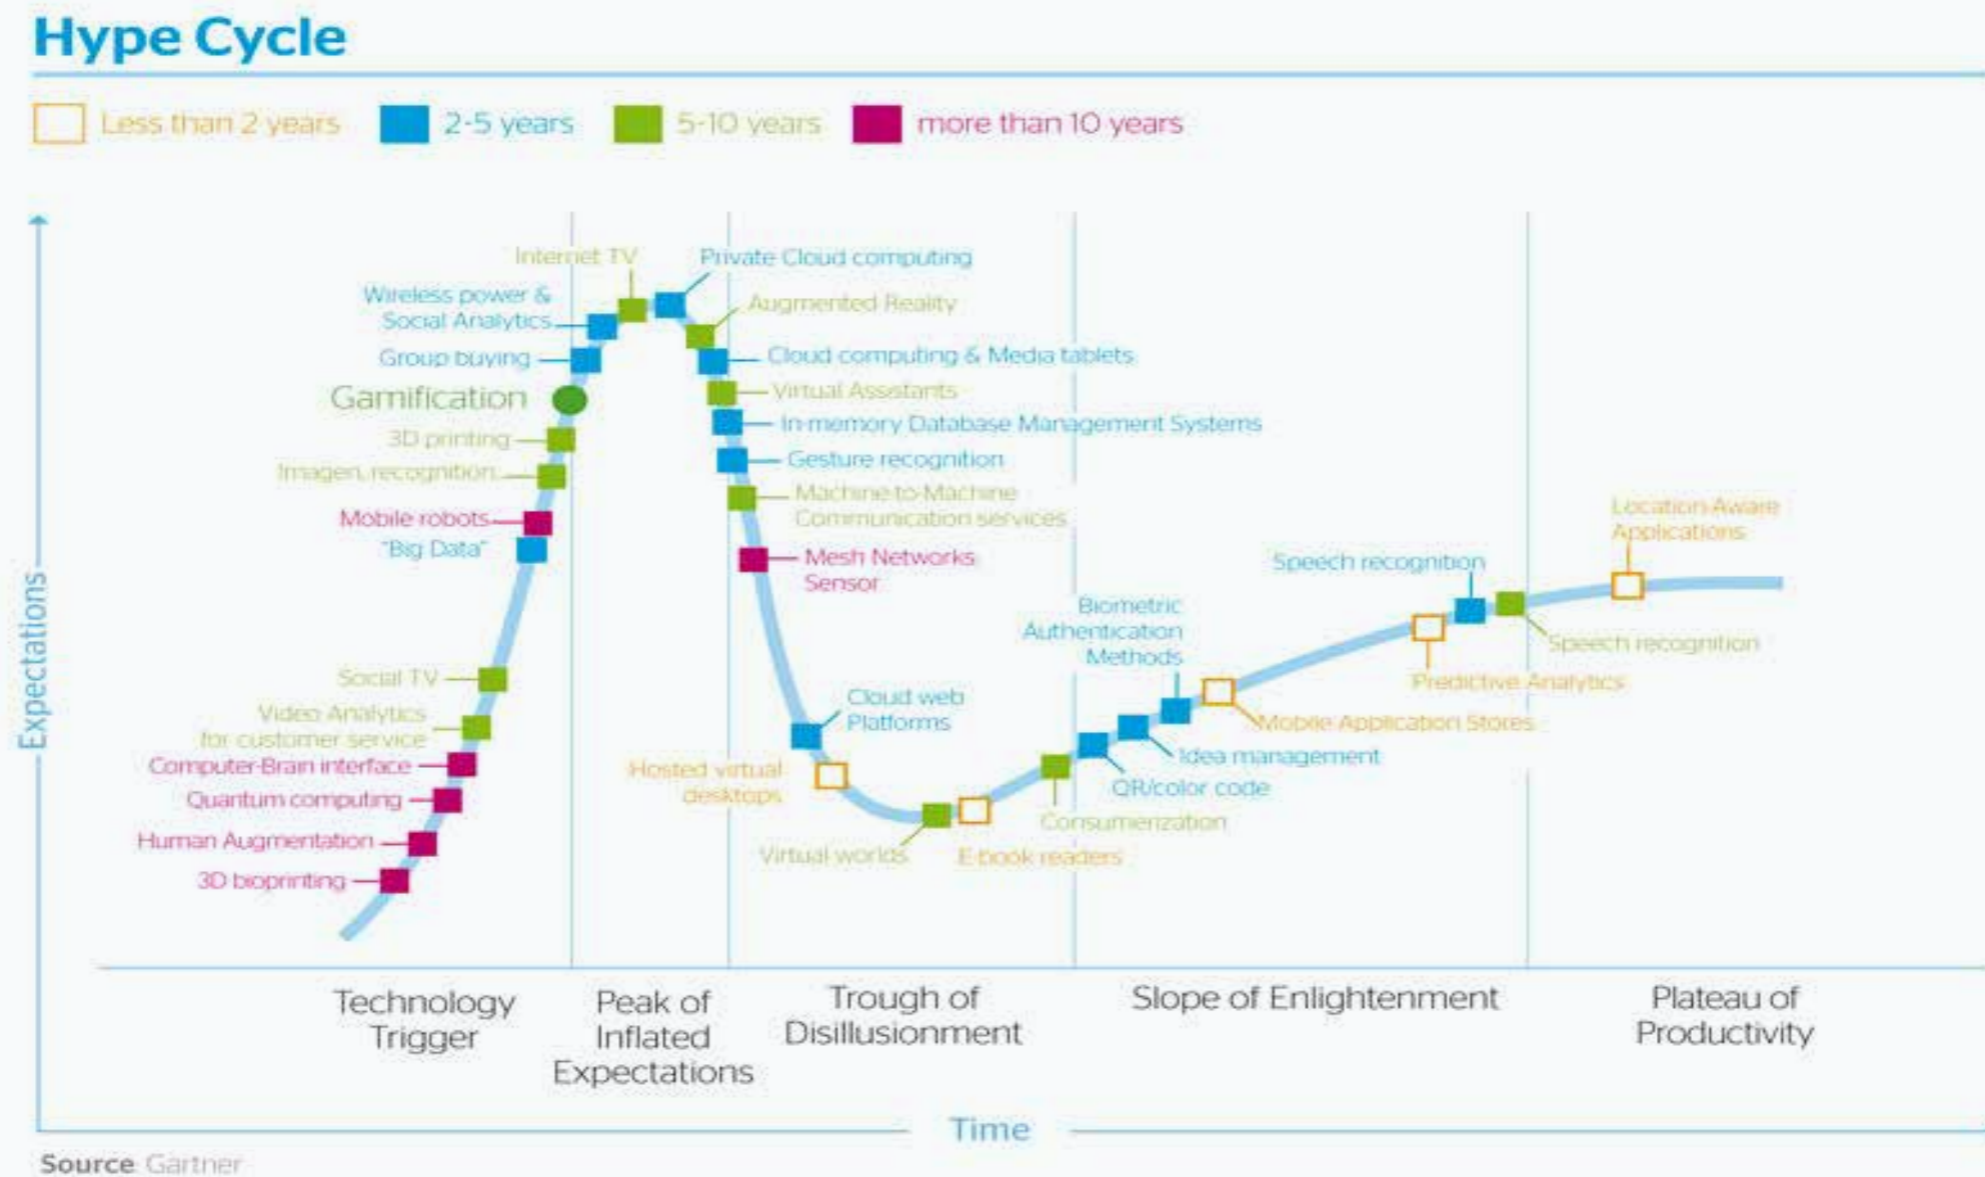 Hype Cycle
Less than 2 years
2-5 years
5-10 years
more than 10 years
Expectations
Internet TV
Private Cloud computing
Wireless power &
Social Analytics
Augmented Reality
Group buying
Cloud computing & Media tablets
Gamification
Virtual Assistants
3D printing
In-memory Database Management Systems
Imagen, recognition
Gesture recognition
Mobile robots
Machine-to-Machine
Communication services
"Big Data"
Mesh Networks
Sensor
Social TV
Video Analytics
for customer service
Computer-Brain interface
Quantum computing
Human Augmentation
3D bioprinting
Cloud web
Platforms
Hosted virtual
desktops
Virtual worlds
E-book readers
Consumerization
QR/color code
Idea management
Biometric
Authentication
Methods
Mobile Application Stores
Predictive Analytics
Speech recognition
Speech recognition
Location-Aware
Applications
Technology
Trigger
Peak of
Inflated
Expectations
Trough of
Disillusionment
Slope of Enlightenment
Plateau of
Productivity
Time
Source Gartner